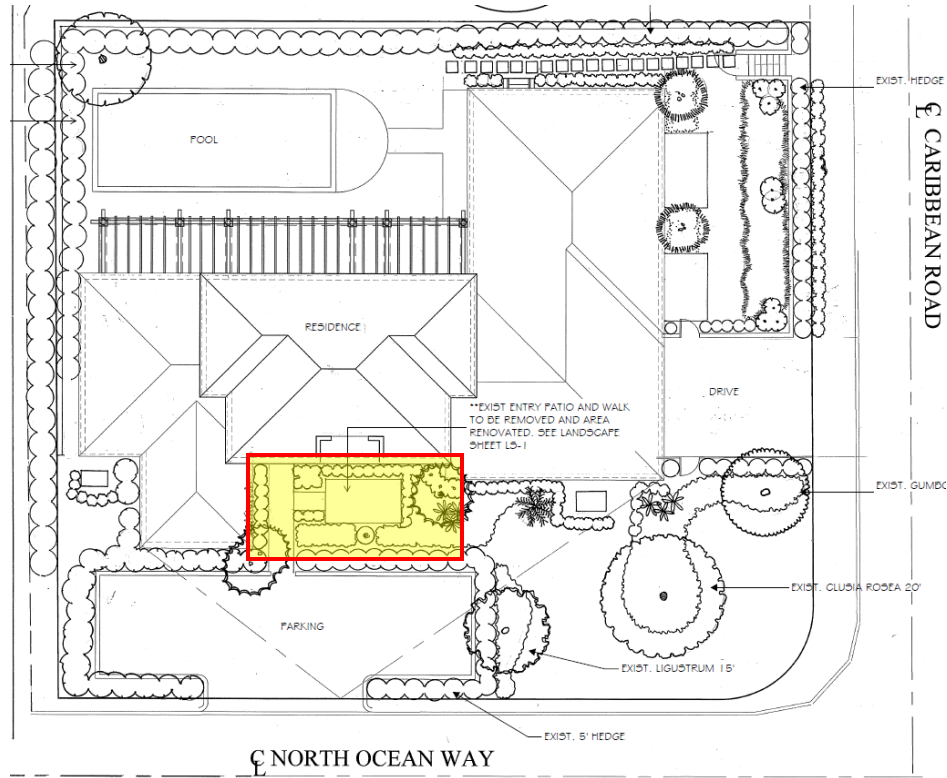 EXIST. HEDGE
POOL
CL CARIBBEAN ROAD
RESIDENCE
**EXIST ENTRY PATIO AND WALK
TO BE REMOVED AND AREA
RENOVATED. SEE LANDSCAPE
SHEET LS-1
DRIVE
EXIST. GUMBO
EXIST. CLUSIA ROSEA 20'
PARKING
EXIST. LIGUSTRUM 15'
EXIST. 5' HEDGE
CL NORTH OCEAN WAY